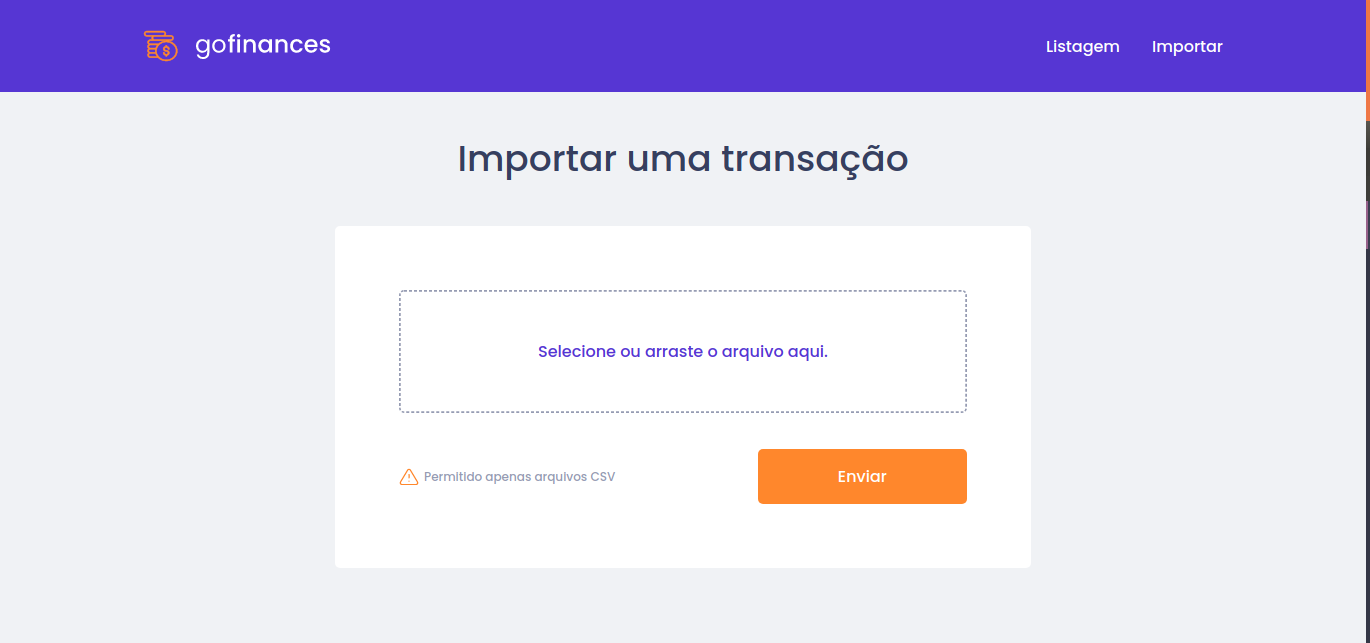 gofinances
Listagem
Importar
Importar uma transação
Selecione ou arraste o arquivo aqui.
Permitido apenas arquivos CSV
Enviar